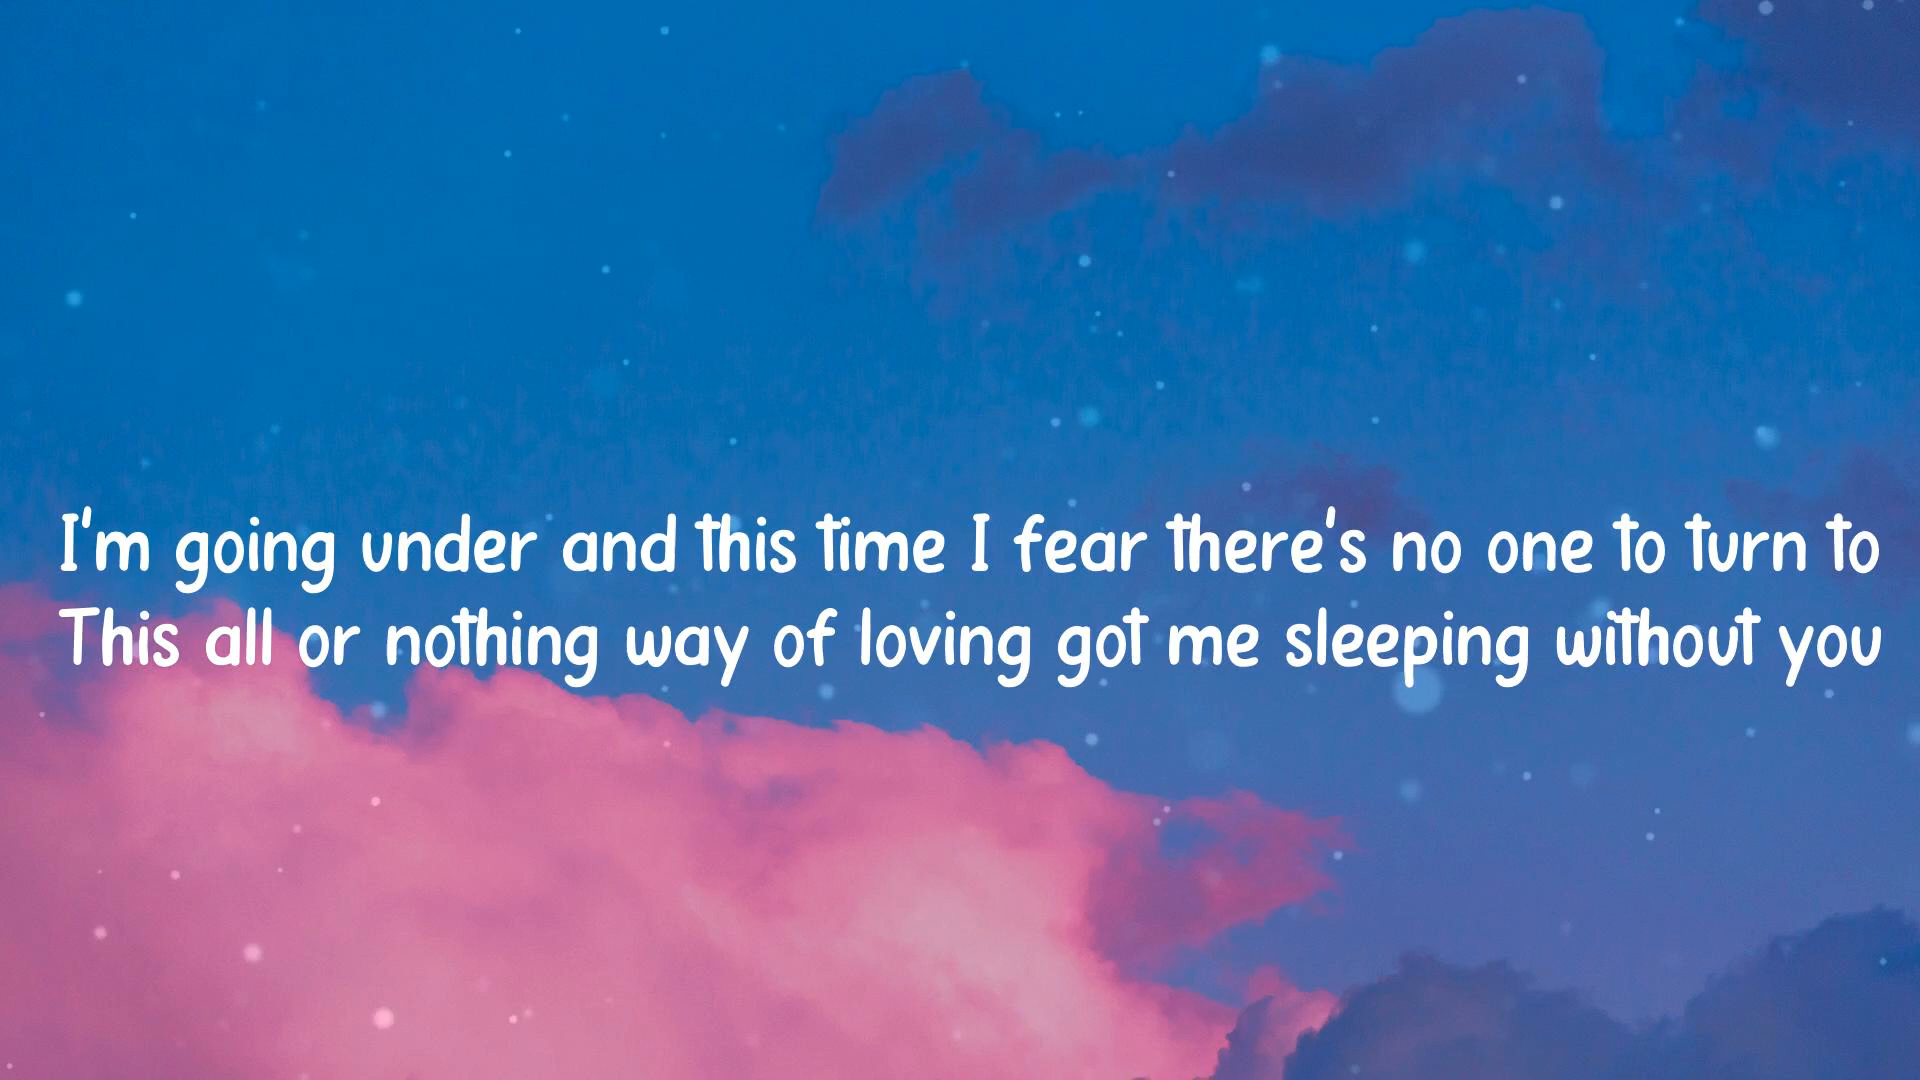 I'm going under and this time I fear there's no one to turn to
This all or nothing way of loving got me sleeping without you